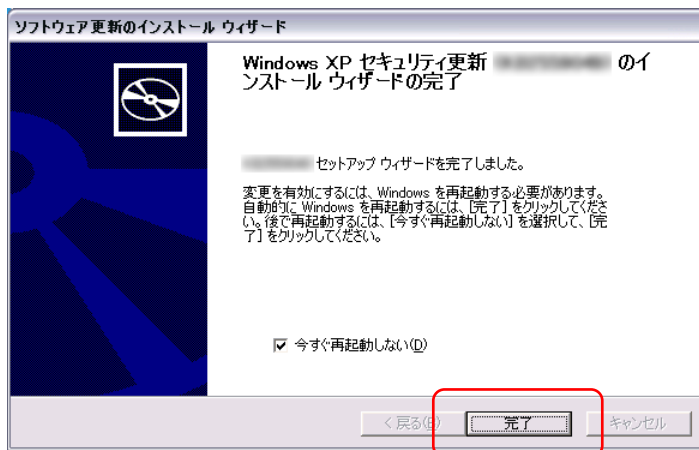 ソフトウェア更新のインストール ウィザード
Windows XP セキュリティ更新 のイ
ンストール ウィザードの完了
セットアップ ウィザードを完了しました。
変更を有効にするには、Windows を再起動する必要があります。
自動的に Windows を再起動するには、[完了] をクリックしてくださ
い。後で再起動するには、[今すぐ再起動しない] を選択して、[完
了] をクリックしてください。
今すぐ再起動しない(D)
< 戻る(B) 完了 キャンセル